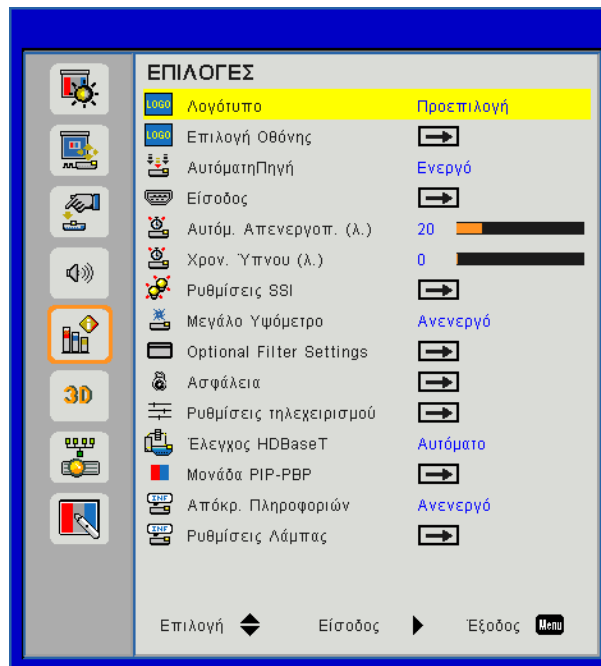 ΕΠΙΛΟΓΕΣ
LOGO Λογότυπο Προεπιλογή
LOGO Επιλογή Οθόνης
ΑυτόματηΠηγή Ενεργό
Είσοδος
Αυτόμ. Απενεργοπ. (λ.) 20
Χρον. Ύπνου (λ.) 0
Ρυθμίσεις SSI
Μεγάλο Υψόμετρο Ανενεργό
Optional Filter Settings
Ασφάλεια
3D
Ρυθμίσεις τηλεχειρισμού
Έλεγχος HDBaseT Αυτόματο
Μονάδα PIP-PBP
INF Απόκρ. Πληροφοριών Ανενεργό
INF Ρυθμίσεις Λάμπας
Επιλογή Είσοδος Έξοδος Menu